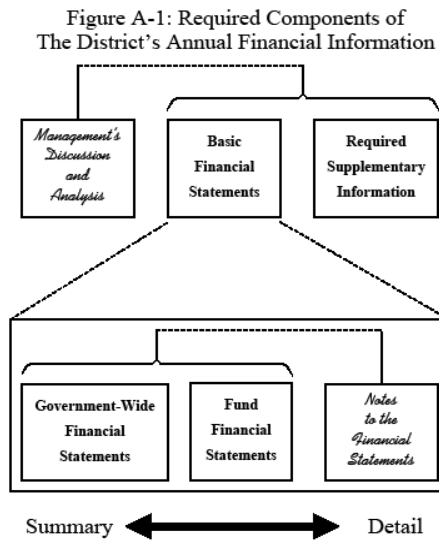 Figure A-1: Required Components of
The District's Annual Financial Information
Management's
Discussion
and
Analysis
Basic
Financial
Statements
Required
Supplementary
Information
Government-Wide
Financial
Statements
Fund
Financial
Statements
Notes
to the
Financial
Statements
Summary
Detail